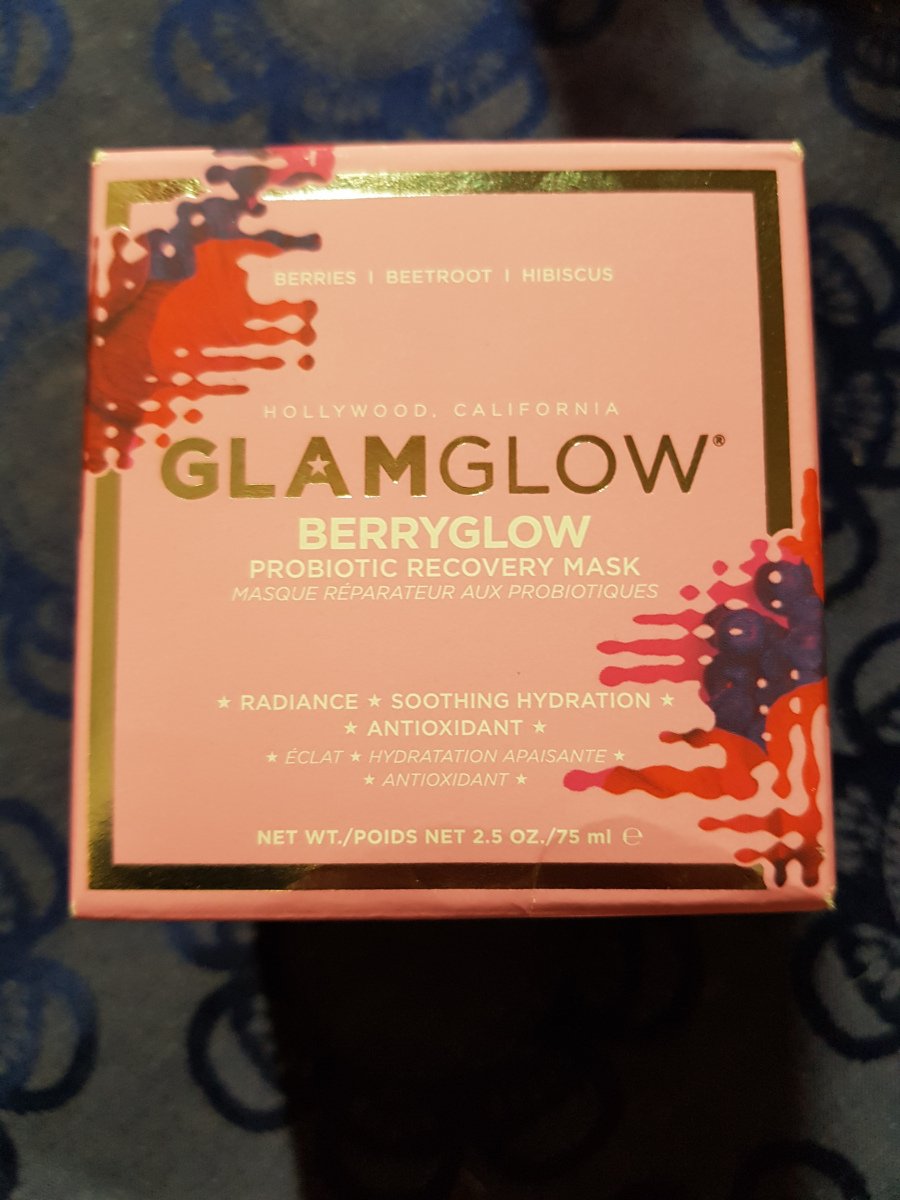 BERRIES | BEETROOT | HIBISCUS
HOLLYWOOD, CALIFORNIA
GLAMGLOW®
BERRYGLOW
PROBIOTIC RECOVERY MASK
MASQUE RÉPARATEUR AUX PROBIOTIQUES
★ RADIANCE ★ SOOTHING HYDRATION ★
★ ANTIOXIDANT ★
★ ÉCLAT ★ HYDRATATION APAISANTE ★
★ ANTIOXIDANT ★
NET WT./POIDS NET 2.5 OZ./75 ml ℮